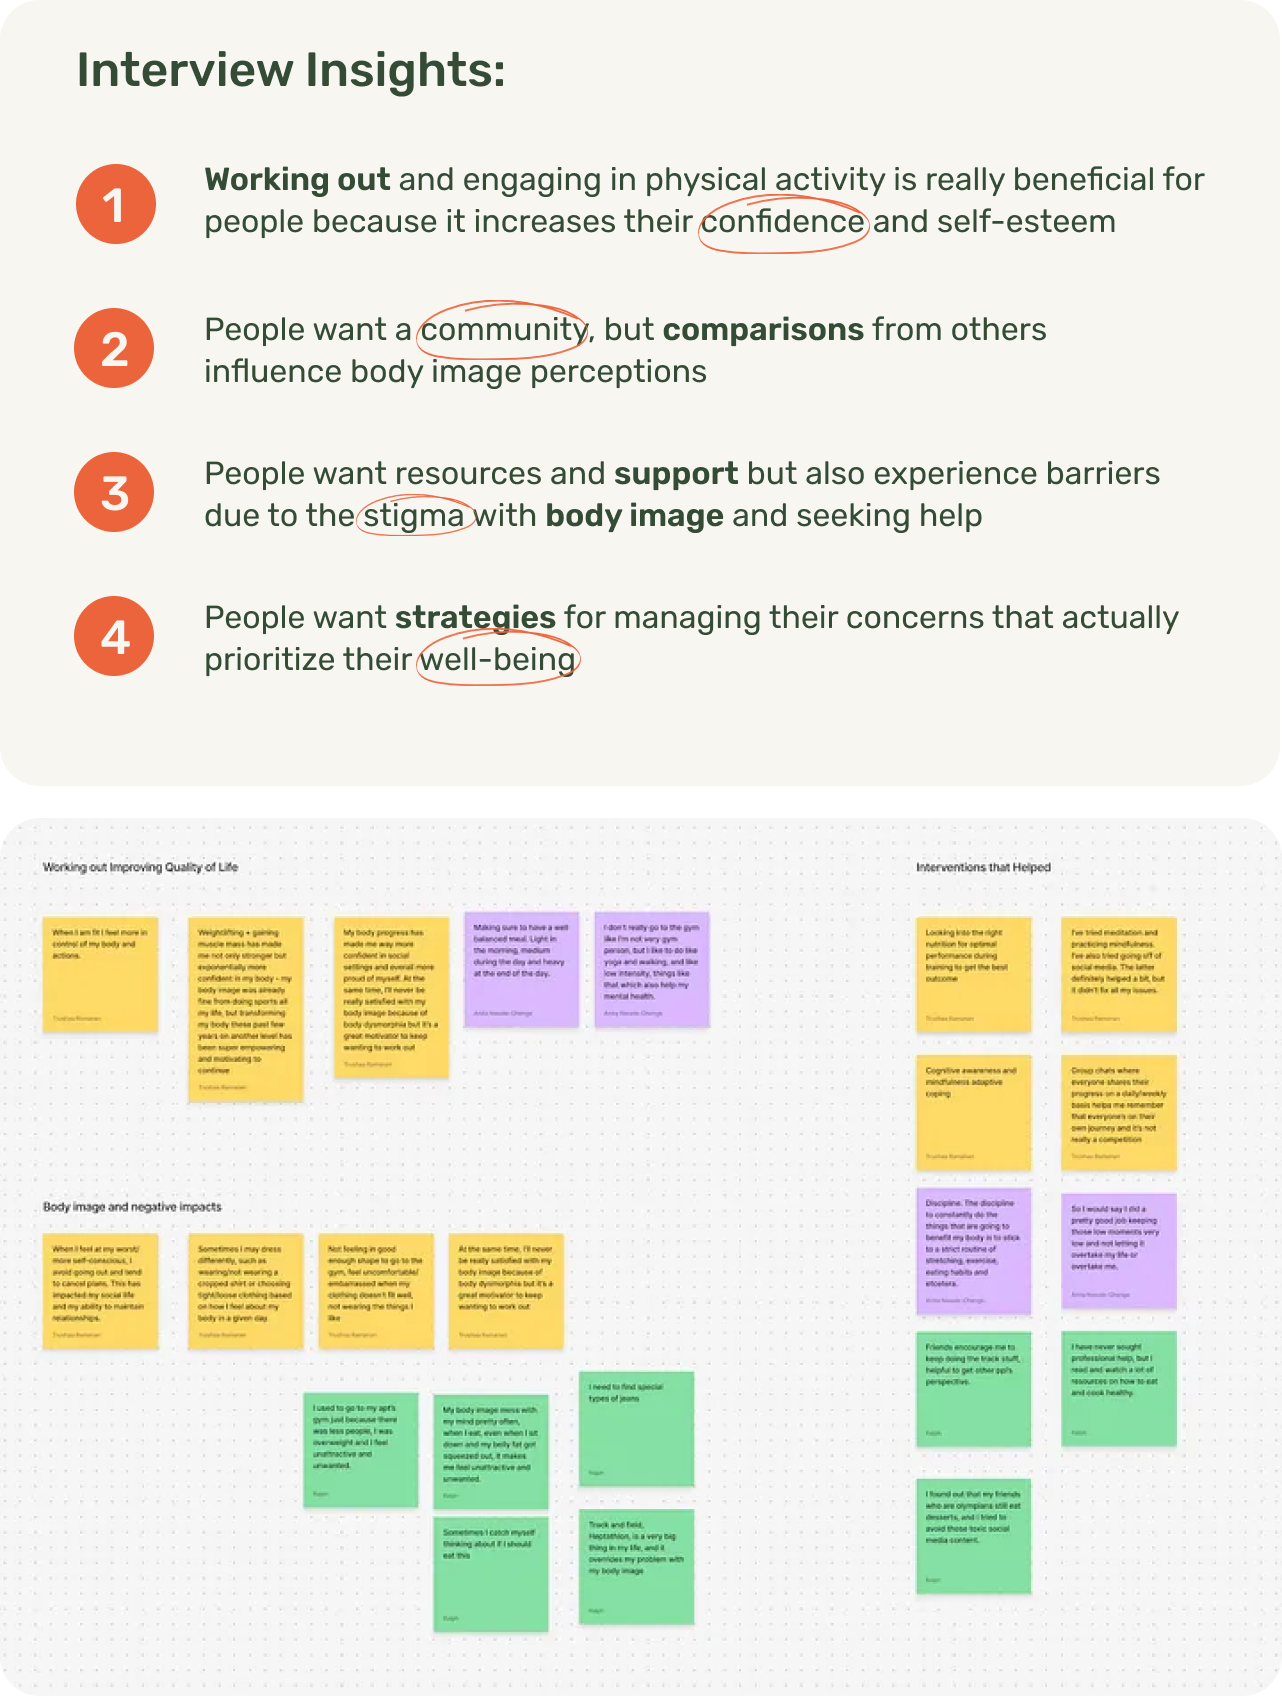 Interview Insights:
1
Working out and engaging in physical activity is really beneficial for
people because it increases their confidence and self-esteem
2
People want a community, but comparisons from others
influence body image perceptions
3
People want resources and support but also experience barriers
due to the stigma with body image and seeking help
4
People want strategies for managing their concerns that actually
prioritize their well-being
Working out Improving Quality of Life
When I am fit I feel more in
control of my body and
actions.
Weightlifting + gaining
muscle mass has made
me not only stronger but
exponentially more
confident in my body - my
body image was already
fine from doing sports all
my life, but transforming
my body these past few
years on another level has
been super empowering
and motivating to
continue
My body progress has
made me way more
confident in social
settings and overall more
proud of myself. At the
same time, I'll never be
really satisfied with my
body image because of
body dysmorphia but it's a
great motivator to keep
wanting to work out
Making sure to have a well
balanced meal. Light in
the morning, medium
during the day and heavy
at the end of the day.
I don't really go to the gym
like I'm not very gym
person, but I like to do like
yoga and walking, and like
low intensity, things like
that which also help my
mental health.
Interventions that Helped
Looking into the right
nutrition for optimal
performance during
training to get the best
outcome
I've tried meditation and
practicing mindfulness.
I've also tried going off of
social media. The latter
definitely helped a bit, but
it didn't fix all my issues.
Cognitive awareness and
mindfulness adaptive
coping
Group chats where
everyone shares their
progress on a daily/weekly
basis helps me remember
that everyone's on their
own journey and it's not
really a competition
Discipline. The discipline
to constantly do the
things that are going to
benefit my body is to stick
to a strict routine of
stretching, exercise,
eating habits and
etcetera.
So I would say I did a
pretty good job keeping
those low moments very
low and not letting it
overtake my life or
overtake me.
Friends encourage me to
keep doing the track stuff,
helpful to get other ppl's
perspective.
Ralph
I have never sought
professional help, but I
read and watch a lot of
resources on how to eat
and cook healthy.
Ralph
I found out that my friends
who are olympians still eat
desserts, and i tried to
avoid those toxic social
media content.
Ralph
Body image and negative impacts
When I feel at my worst/
more self-conscious, I
avoid going out and tend
to cancel plans. This has
impacted my social life
and my ability to maintain
relationships.
Sometimes I may dress
differently, such as
wearing/not wearing a
cropped shirt or choosing
tight/loose clothing based
on how I feel about my
body in a given day.
Not feeling in good
enough shape to go to the
gym, feel uncomfortable/
embarrassed when my
clothing doesn't fit well,
not wearing the things I
like
At the same time, I'll never
be really satisfied with my
body image because of
body dysmorphia but it's a
great motivator to keep
wanting to work out
I used to go to my apt's
gym just because there
was less people, I was
overweight and I feel
unattractive and
unwanted.
Ralph
My body image mess with
my mind pretty often,
when I eat, even when I sit
down and my belly fat got
squeezed out, it makes
me feel unattractive and
unwanted.
Ralph
I need to find special
types of jeans
Ralph
Sometimes I catch myself
thinking about if I should
eat this
Ralph
Track and field,
Heptathlon, is a very big
thing in my life, and it
overrides my problem with
my body image
Ralph